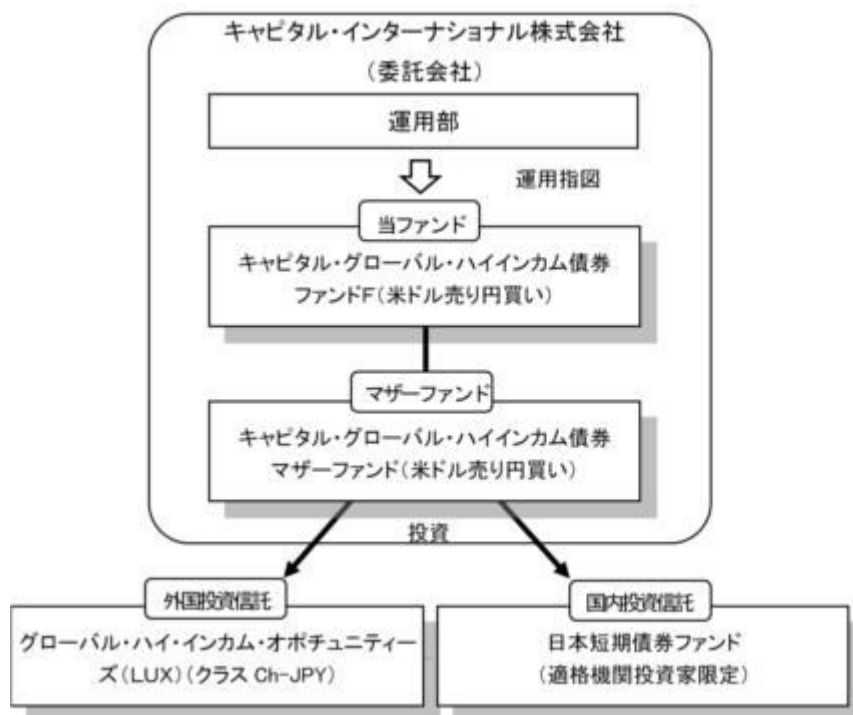 キャピタル・インターナショナル株式会社
（委託会社）
運用部
運用指図
当ファンド
キャピタル・グローバル・ハイインカム債券
ファンドF（米ドル売り円買い）
マザーファンド
キャピタル・グローバル・ハイインカム債券
マザーファンド（米ドル売り円買い）
投資
外国投資信託
グローバル・ハイ・インカム・オポチュニティー
ズ（LUX）（クラス Ch-JPY）
国内投資信託
日本短期債券ファンド
（適格機関投資家限定）